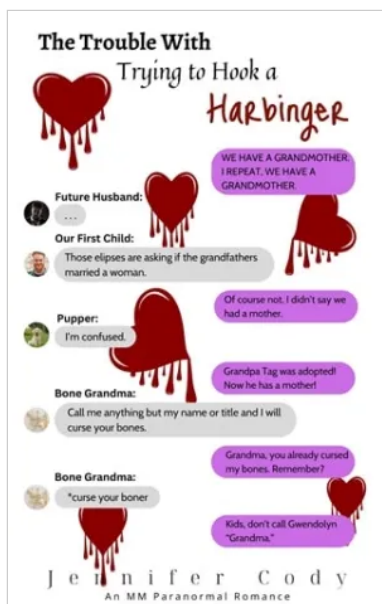 The Trouble With
Trying to Hook a
Harbinger
WE HAVE A GRANDMOTHER.
I REPEAT. WE HAVE A
GRANDMOTHER.
Future Husband:
...
Our First Child:
Those elipses are asking if the grandfathers
married a woman.
Of course not. I didn't say we
had a mother.
Pupper:
I'm confused.
Grandpa Tag was adopted!
Now he has a mother!
Bone Grandma:
Call me anything but my name or title and I will
curse your bones.
Grandma, you already cursed
my bones. Remember?
Bone Grandma:
*curse your boner
Kids, don't call Gwendolyn
"Grandma."
Jennifer Cody
An MM Paranormal Romance